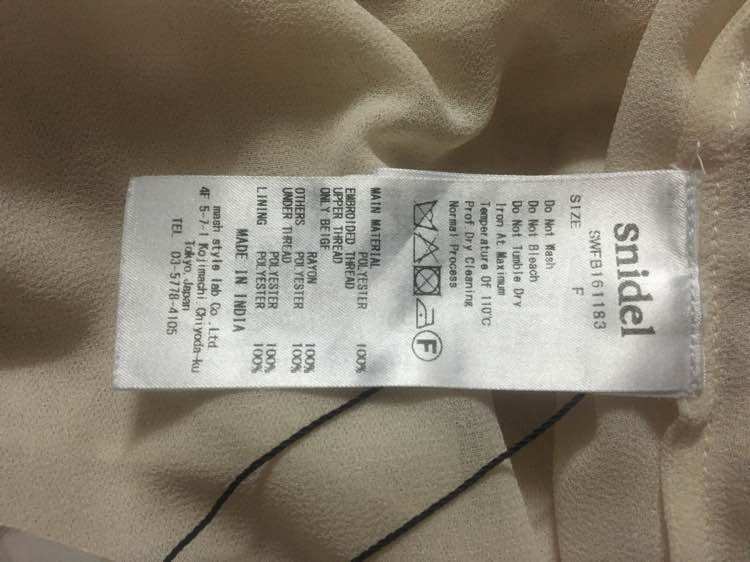 snidel
SWFB161183
SIZE F
Do Not Wash
Do Not Bleach
Do Not Tumble Dry
Iron At Maximum
Temperature Of 110°C
Prof Dry Cleaning
Normal Process
F
MAIN MATERIAL
POLYESTER 100%
EMBROIDED THREAD
UPPER THREAD
ONLY BEIGE
RAYON 100%
OTHERS POLYESTER 100%
UNDER THREAD
POLYESTER 100%
LINING POLYESTER 100%
MADE IN INDIA
mash style lab Co.Ltd
4F 5-7-1 Kojimachi Chiyoda-ku
Tokyo,Japan
TEL 03-5778-4105